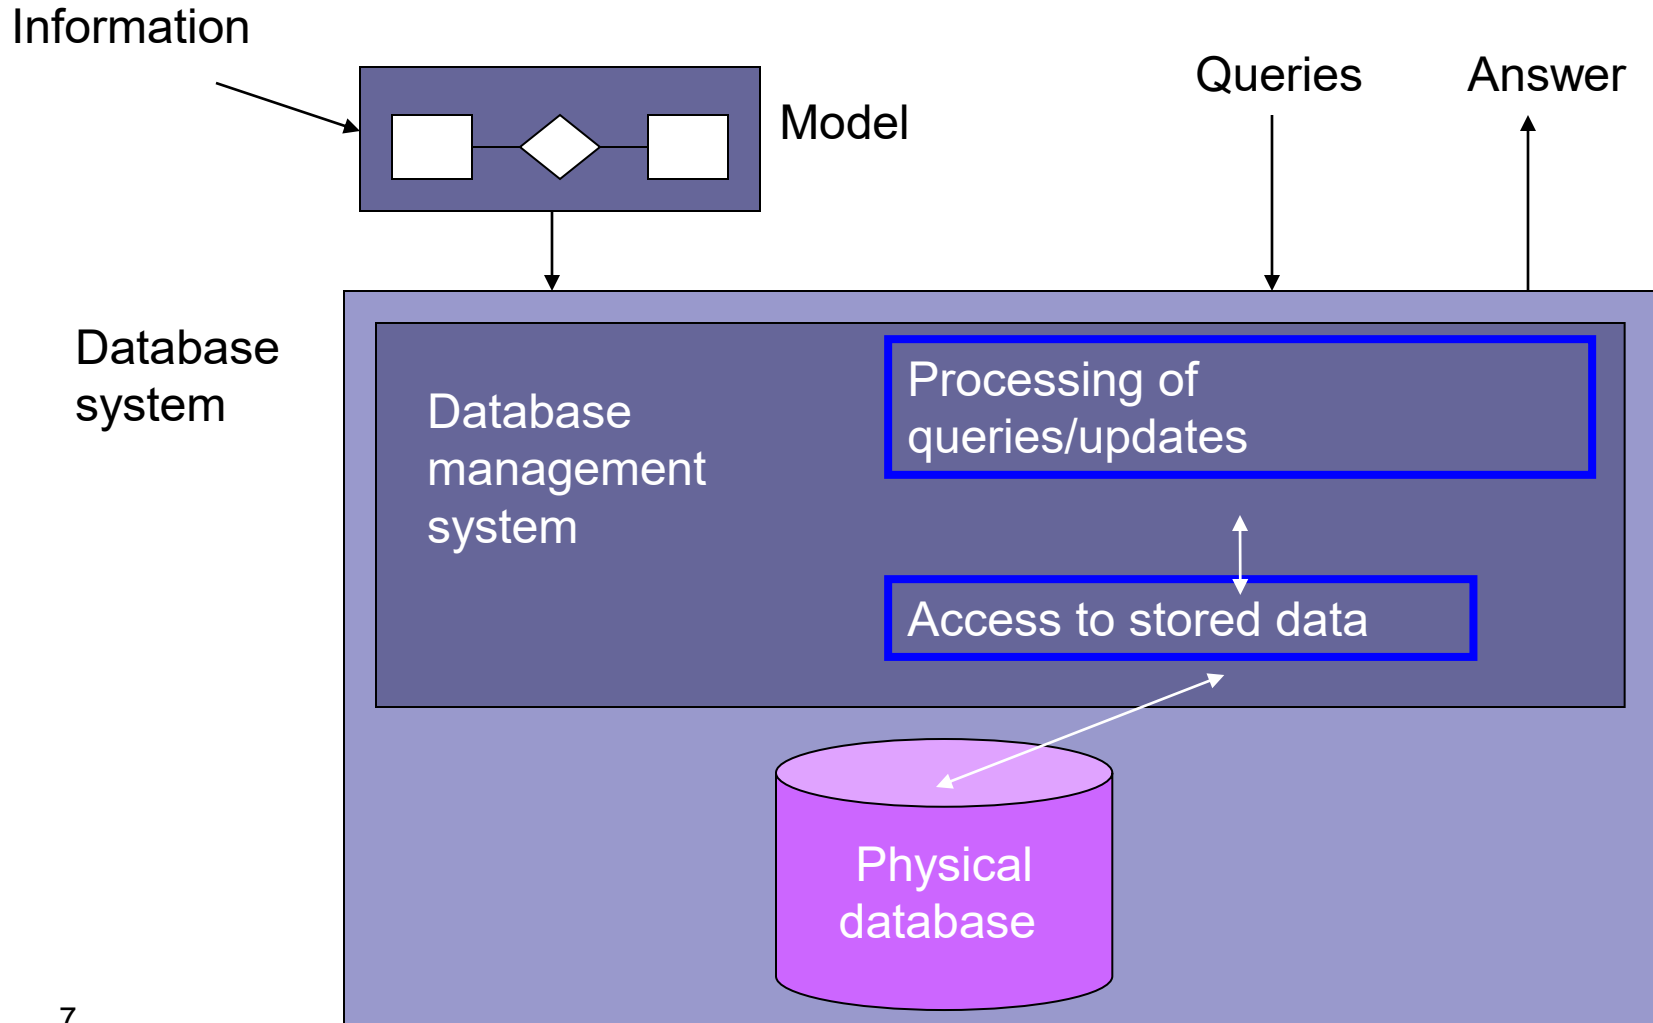 Information
Model
Queries
Answer
Database
system
Database
management
system
Processing of
queries/updates
Access to stored data
Physical
database
7